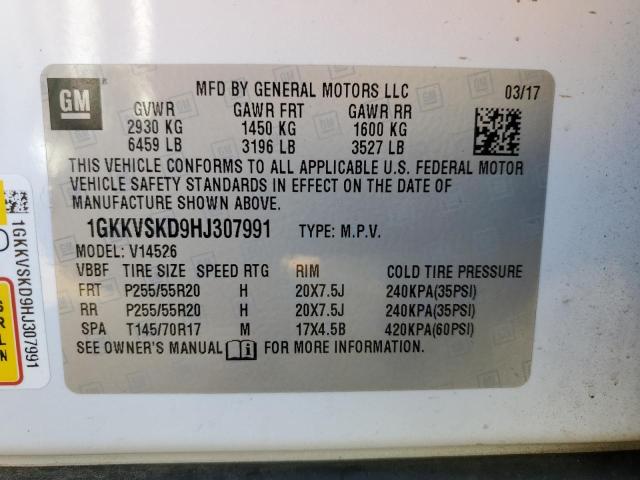 GM
MFD BY GENERAL MOTORS LLC 03/17
GVWR GAWR FRT GAWR RR
2930 KG 1450 KG 1600 KG
6459 LB 3196 LB 3527 LB
THIS VEHICLE CONFORMS TO ALL APPLICABLE U.S. FEDERAL MOTOR
VEHICLE SAFETY STANDARDS IN EFFECT ON THE DATE OF
MANUFACTURE SHOWN ABOVE.
1GKKVSKD9HJ307991 TYPE: M.P.V.
MODEL: V14526
VBBF TIRE SIZE SPEED RTG RIM COLD TIRE PRESSURE
FRT P255/55R20 H 20X7.5J 240KPA(35PSI)
RR P255/55R20 H 20X7.5J 240KPA(35PSI)
SPA T145/70R17 M 17X4.5B 420KPA(60PSI)
SEE OWNER'S MANUAL FOR MORE INFORMATION.
1GKKVSKD9HJ307991